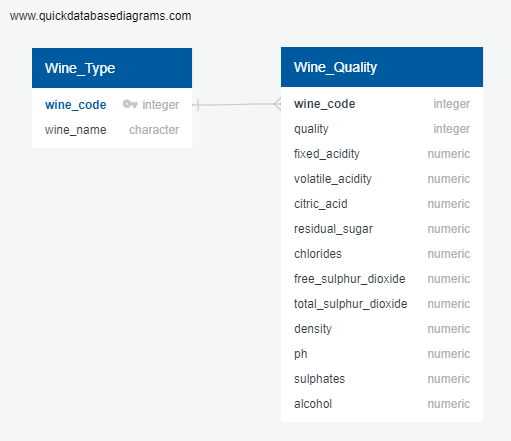 www.quickdatabasediagrams.com
Wine_Type
wine_code integer
wine_name character
Wine_Quality
wine_code integer
quality integer
fixed_acidity numeric
volatile_acidity numeric
citric_acid numeric
residual_sugar numeric
chlorides numeric
free_sulphur_dioxide numeric
total_sulphur_dioxide numeric
density numeric
ph numeric
sulphates numeric
alcohol numeric